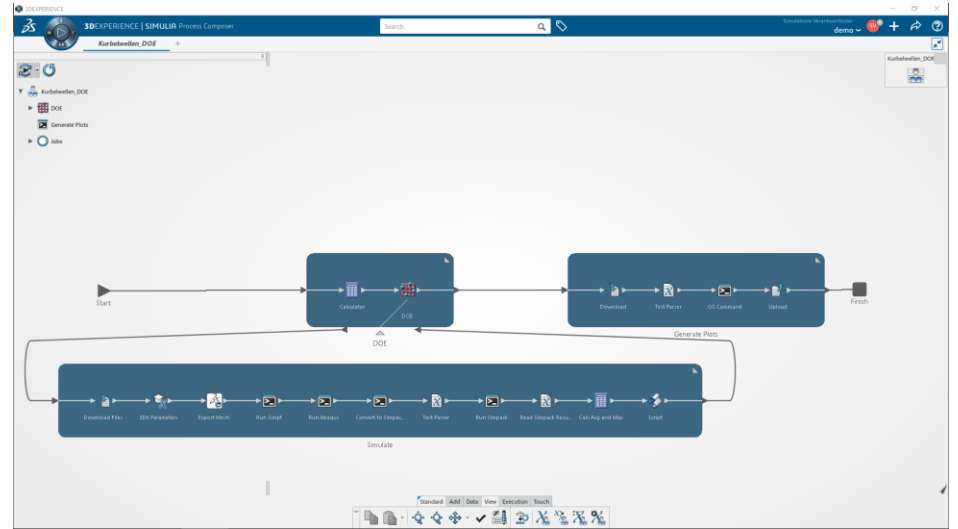 3DEXPERIENCE
3DEXPERIENCE | SIMULIA Process Composer
Search
Simulations Verantwortlicher
demo
Kurbelwellen_DOE
+
Kurbelwellen_DOE
Kurbelwellen_DOE
DOE
Generate Plots
Jobs
Start
Calculator
DOE
DOE
Download
Text Parser
OS Command
Upload
Generate Plots
Finish
Download Files
3DX Parameters
Export Mesh
Run Script
Run Abaqus
Convert to Simpac...
Text Parser
Run Simpack
Read Simpack Resu...
Calc Avg and Max
Script
Simulate
Standard Add Data View Execution Touch